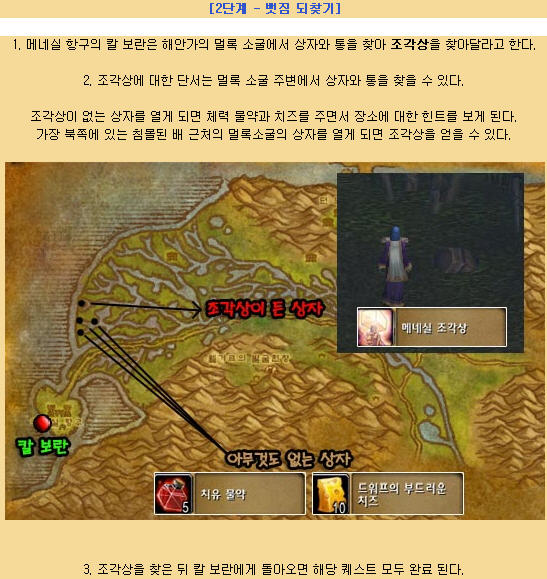 [2단계 - 뱃짐 되찾기]
1. 메네실 항구의 칼 보란은 해안가의 멀록 소굴에서 상자와 통을 찾아 조각상을 찾아달라고 한다.
2. 조각상에 대한 단서는 멀록 소굴 주변에서 상자와 통을 찾을 수 있다.
조각상이 없는 상자를 열게 되면 체력 물약과 치즈를 주면서 장소에 대한 힌트를 보게 된다.
가장 북쪽에 있는 침몰된 배 근처의 멀록소굴의 상자를 열게 되면 조각상을 얻을 수 있다.
조각상이 든 상자
메네실 조각상
칼 보란
아무것도 없는 상자
5
치유 물약
10
드워프의 부드러운
치즈
3. 조각상을 찾은 뒤 칼 보란에게 돌아오면 해당 퀘스트 모두 완료 된다.